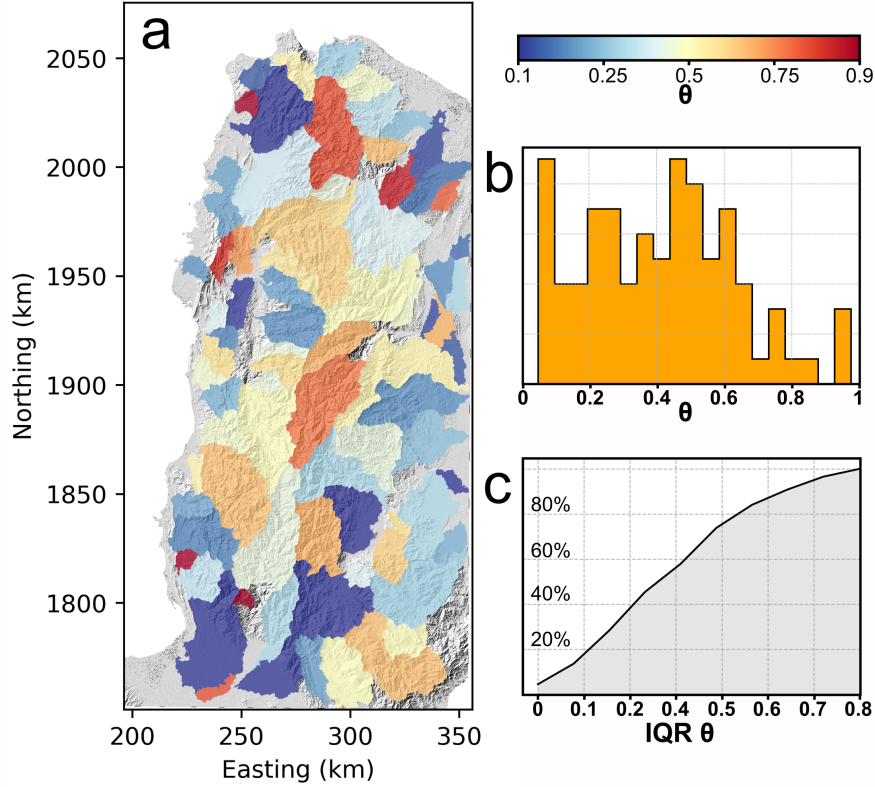 a
2050
2000
1950
1900
1850
1800
Northing (km)
200 250 300 350
Easting (km)
0.1 0.25 0.5 0.75 0.9
θ
b
0 0.2 0.4 0.6 0.8 1
θ
c
80%
60%
40%
20%
0 0.1 0.2 0.3 0.4 0.5 0.6 0.7 0.8
IQR θ